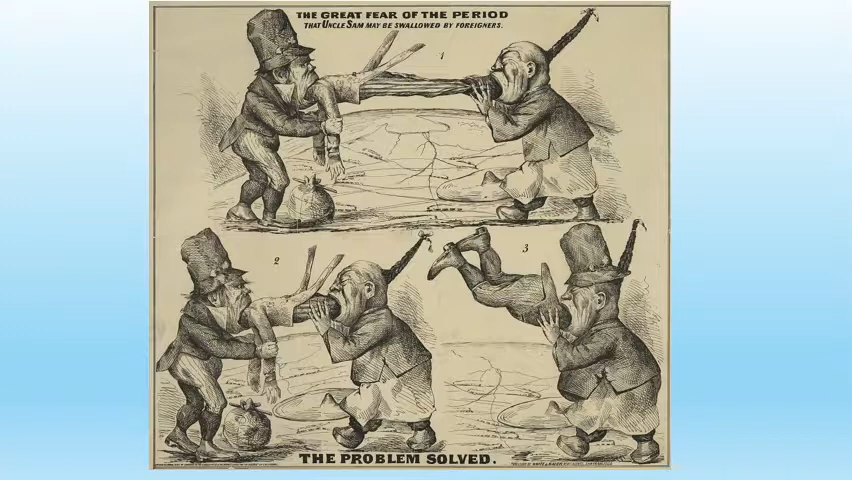 THE GREAT FEAR OF THE PERIOD
THAT UNCLE SAM MAY BE SWALLOWED BY FOREIGNERS.
1
2
3
THE PROBLEM SOLVED.